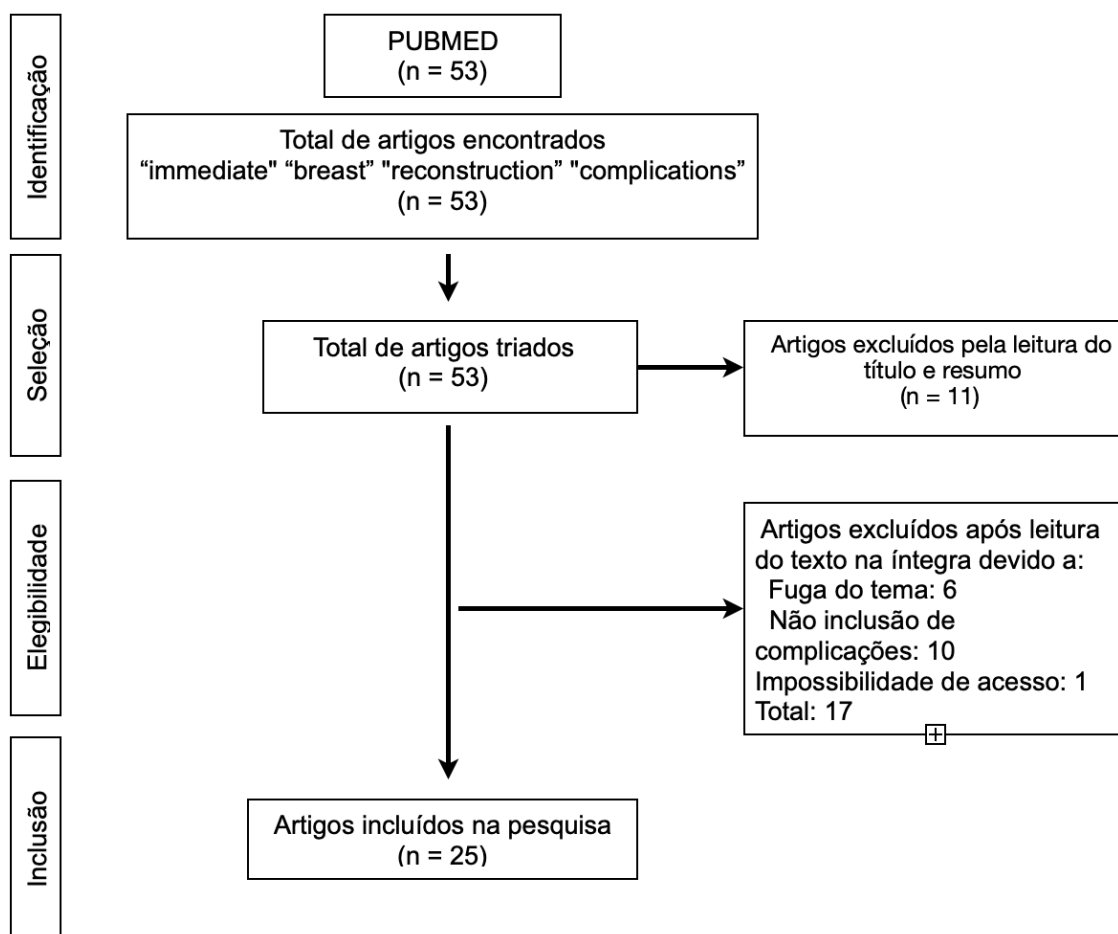 Identificação
PUBMED
(n = 53)
Total de artigos encontrados
“immediate" “breast” "reconstruction” "complications”
(n = 53)
Seleção
Total de artigos triados
(n = 53)
Artigos excluídos pela leitura do
título e resumo
(n = 11)
Elegibilidade
Artigos excluídos após leitura
do texto na íntegra devido a:
Fuga do tema: 6
Não inclusão de
complicações: 10
Impossibilidade de acesso: 1
Total: 17
Inclusão
Artigos incluídos na pesquisa
(n = 25)